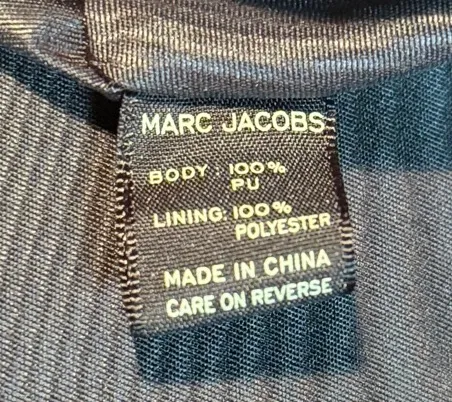 MARC JACOBS
BODY: 100%
PU
LINING: 100%
POLYESTER
MADE IN CHINA
CARE ON REVERSE